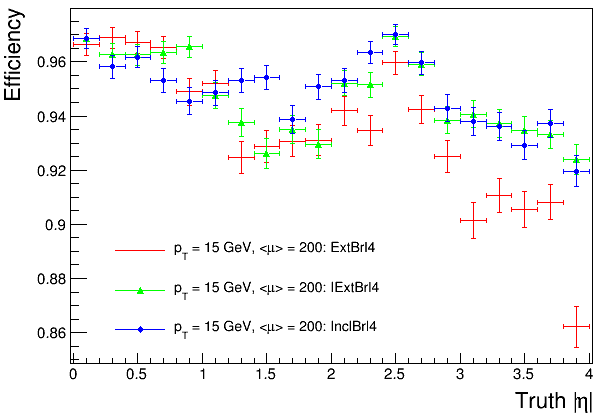 Efficiency
0.96
0.94
0.92
0.9
0.88
0.86
p_T = 15 GeV, <μ> = 200: ExtBrl4
p_T = 15 GeV, <μ> = 200: IExtBrl4
p_T = 15 GeV, <μ> = 200: InclBrl4
0 0.5 1 1.5 2 2.5 3 3.5 4
Truth |η|